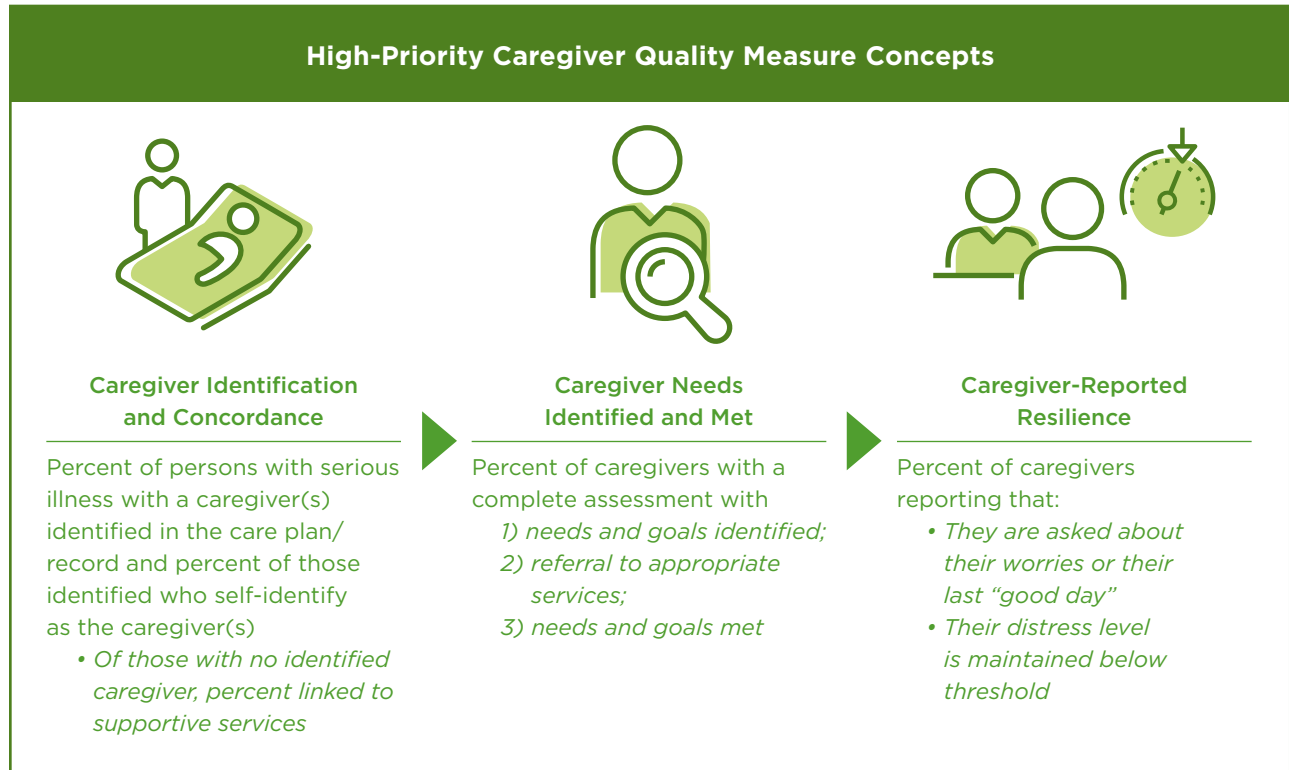 High-Priority Caregiver Quality Measure Concepts
Caregiver Identification
and Concordance
Percent of persons with serious
illness with a caregiver(s)
identified in the care plan/
record and percent of those
identified who self-identify
as the caregiver(s)
• Of those with no identified
caregiver, percent linked to
supportive services
Caregiver Needs
Identified and Met
Percent of caregivers with a
complete assessment with
1) needs and goals identified;
2) referral to appropriate
services;
3) needs and goals met
Caregiver-Reported
Resilience
Percent of caregivers
reporting that:
• They are asked about
their worries or their
last “good day”
• Their distress level
is maintained below
threshold